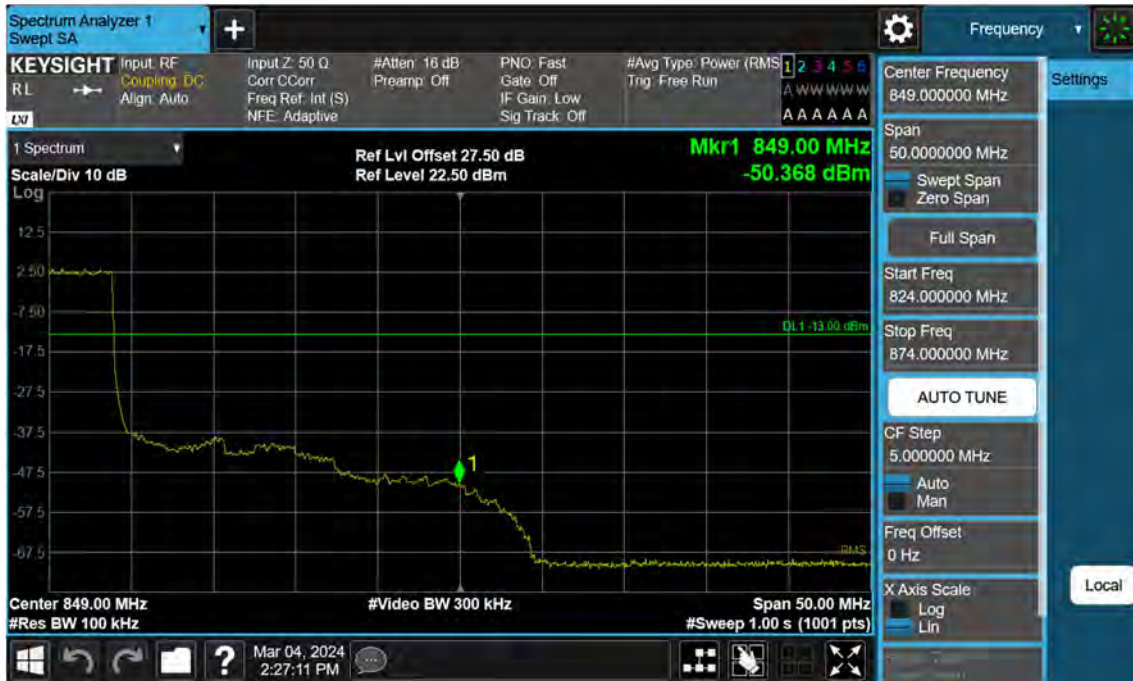 Spectrum Analyzer 1
Swept SA
Frequency
KEYSIGHT
RL
LXI
Input: RF
Coupling: DC
Align: Auto
Input Z: 50 Ω
Corr CCorr
Freq Ref: Int (S)
NFE: Adaptive
#Atten: 16 dB
Preamp: Off
PNO: Fast
Gate: Off
IF Gain: Low
Sig Track: Off
#Avg Type: Power (RMS
Trig: Free Run
1 2 3 4 5 6
A W W W W W
A A A A A A
1 Spectrum
Scale/Div 10 dB
Log
Ref Lvl Offset 27.50 dB
Ref Level 22.50 dBm
Mkr1 849.00 MHz
-50.368 dBm
12.5
2.50
-7.50
DL1 -13.00 dBm
-17.5
-27.5
-37.5
-47.5
1
-57.5
-67.5
RMS
Center 849.00 MHz
#Video BW 300 kHz
Span 50.00 MHz
#Res BW 100 kHz
#Sweep 1.00 s (1001 pts)
Mar 04, 2024
2:27:11 PM
?
Center Frequency
849.000000 MHz
Span
50.0000000 MHz
Swept Span
Zero Span
Full Span
Start Freq
824.000000 MHz
Stop Freq
874.000000 MHz
AUTO TUNE
CF Step
5.000000 MHz
Auto
Man
Freq Offset
0 Hz
X Axis Scale
Log
Lin
Settings
Local